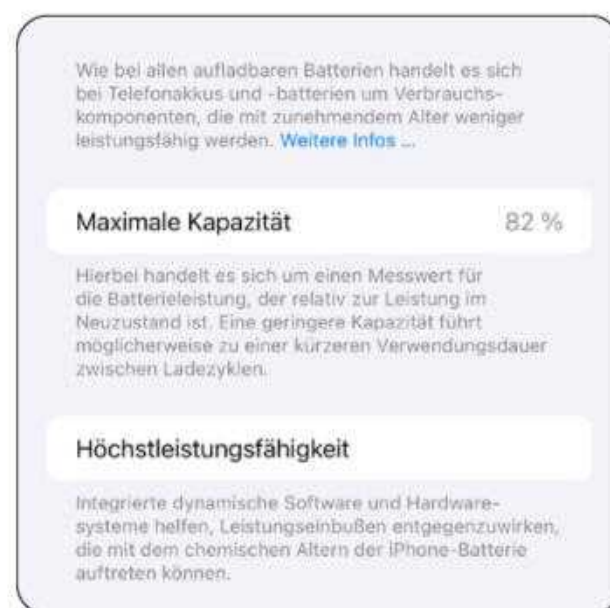 Wie bei allen aufladbaren Batterien handelt es sich
bei Telefonakkus und -batterien um Verbrauchs-
komponenten, die mit zunehmendem Alter weniger
leistungsfähig werden. Weitere Infos ...
Maximale Kapazität 82 %
Hierbei handelt es sich um einen Messwert für
die Batterieleistung, der relativ zur Leistung im
Neuzustand ist. Eine geringere Kapazität führt
möglicherweise zu einer kürzeren Verwendungsdauer
zwischen Ladezyklen.
Höchstleistungsfähigkeit
Integrierte dynamische Software und Hardware-
systeme helfen, Leistungseinbußen entgegenzuwirken,
die mit dem chemischen Altern der iPhone-Batterie
auftreten können.